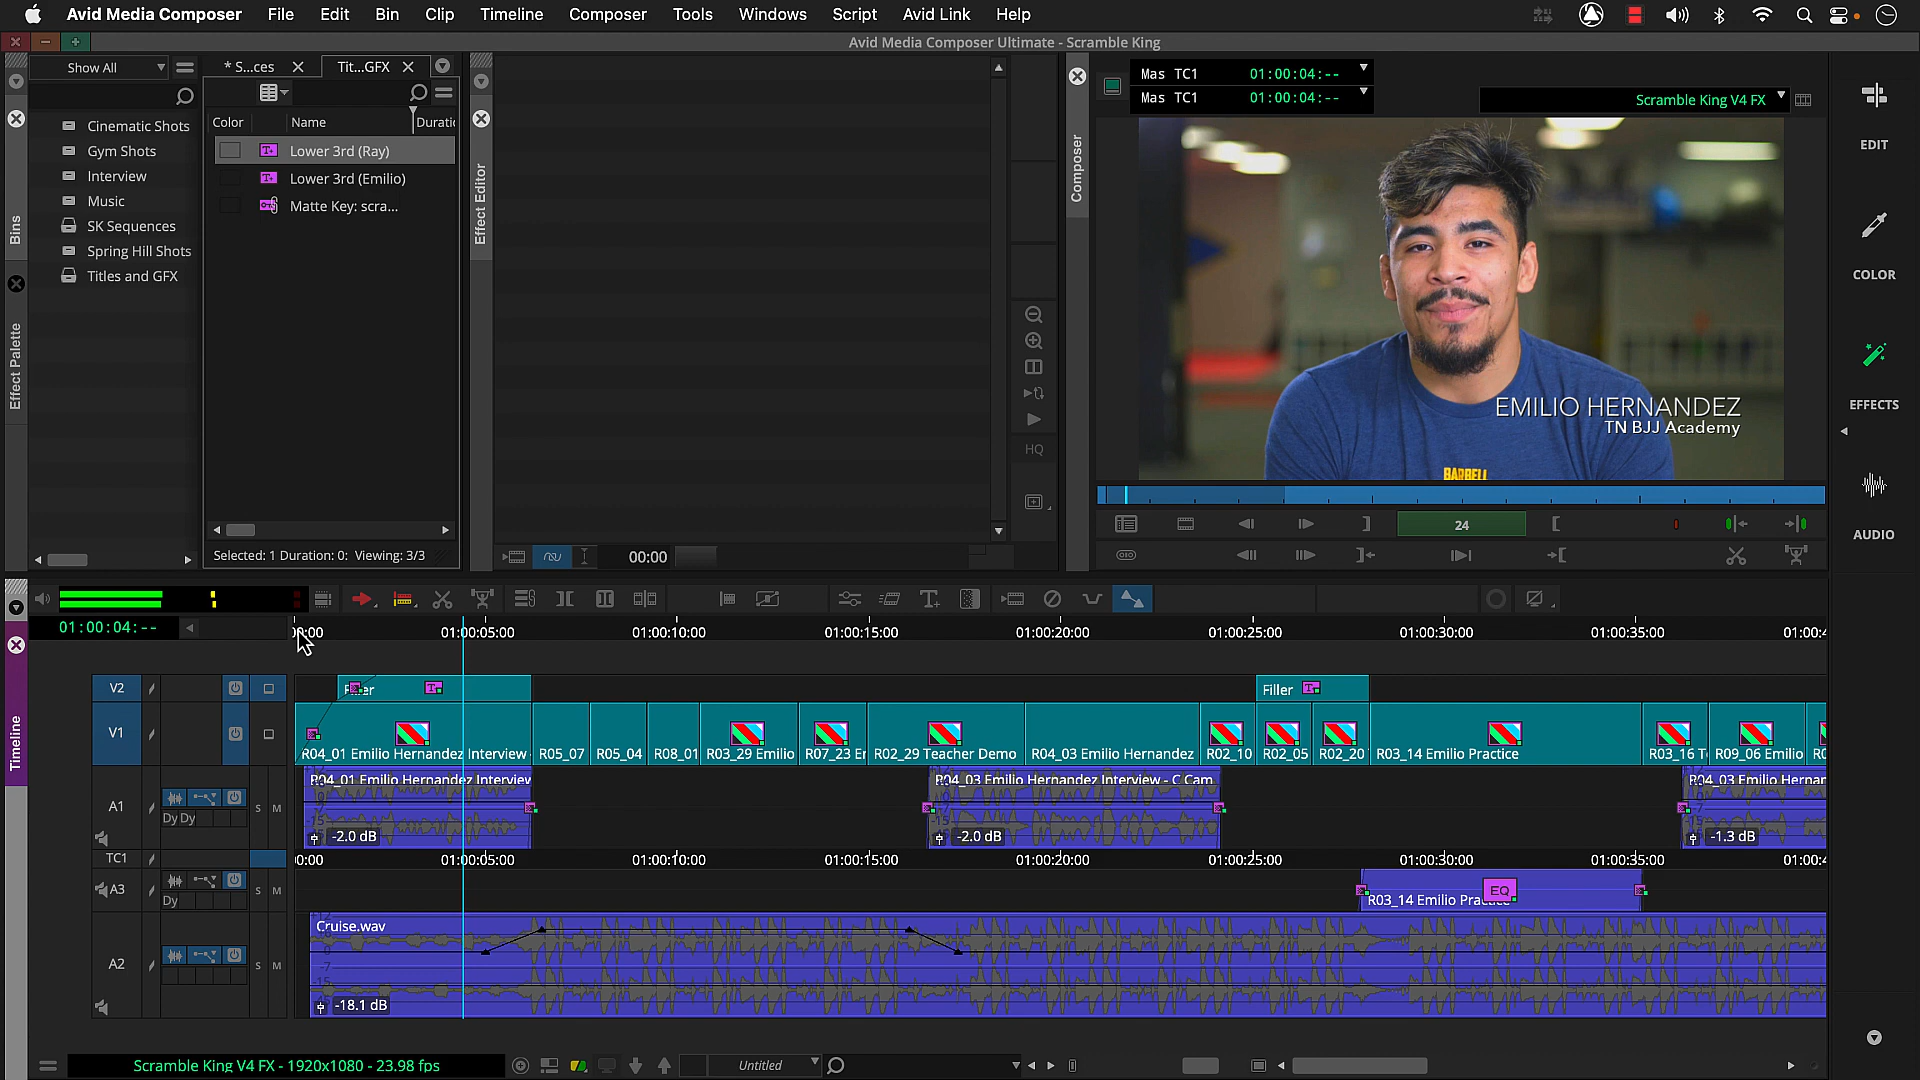 Avid Media Composer File Edit Bin Clip Timeline Composer Tools Windows Script Avid Link Help
Avid Media Composer Ultimate - Scramble King
Show All
* S...ces
Tit...GFX
Color Name Duratic
Cinematic Shots
Gym Shots
Interview
Music
SK Sequences
Spring Hill Shots
Titles and GFX
Lower 3rd (Ray)
Lower 3rd (Emilio)
Matte Key: scra...
Selected: 1 Duration: 0: Viewing: 3/3
Bins
Effect Palette
Effect Editor
HQ
00:00
Composer
Mas TC1 01:00:04:--
Mas TC1 01:00:04:--
Scramble King V4 FX
EMILIO HERNANDEZ
TN BJJ Academy
BARBELL
24
EDIT
COLOR
EFFECTS
AUDIO
Timeline
01:00:04:--
00:00 01:00:05:00 01:00:10:00 01:00:15:00 01:00:20:00 01:00:25:00 01:00:30:00 01:00:35:00 01:00:4
V2
Filler
Filler
V1
R04_01 Emilio Hernandez Interview R05_07 R05_04 R08_01 R03_29 Emilio R07_23 Er R02_29 Teacher Demo R04_03 Emilio Hernandez R02_10 R02_05 R02_20 R03_14 Emilio Practice R03_16 T R09_06 Emilio
A1
Dy Dy
S M
R04_01 Emilio Hernandez Interview
-2.0 dB
R04_03 Emilio Hernandez Interview - C Cam
-2.0 dB
R04_03 Emilio Hernan
-1.3 dB
TC1
00:00 01:00:05:00 01:00:10:00 01:00:15:00 01:00:20:00 01:00:25:00 01:00:30:00 01:00:35:00 01:00:4
A3
Dy
S M
R03_14 Emilio Practice
EQ
A2
S M
Cruise.wav
-18.1 dB
Scramble King V4 FX - 1920x1080 - 23.98 fps
Untitled